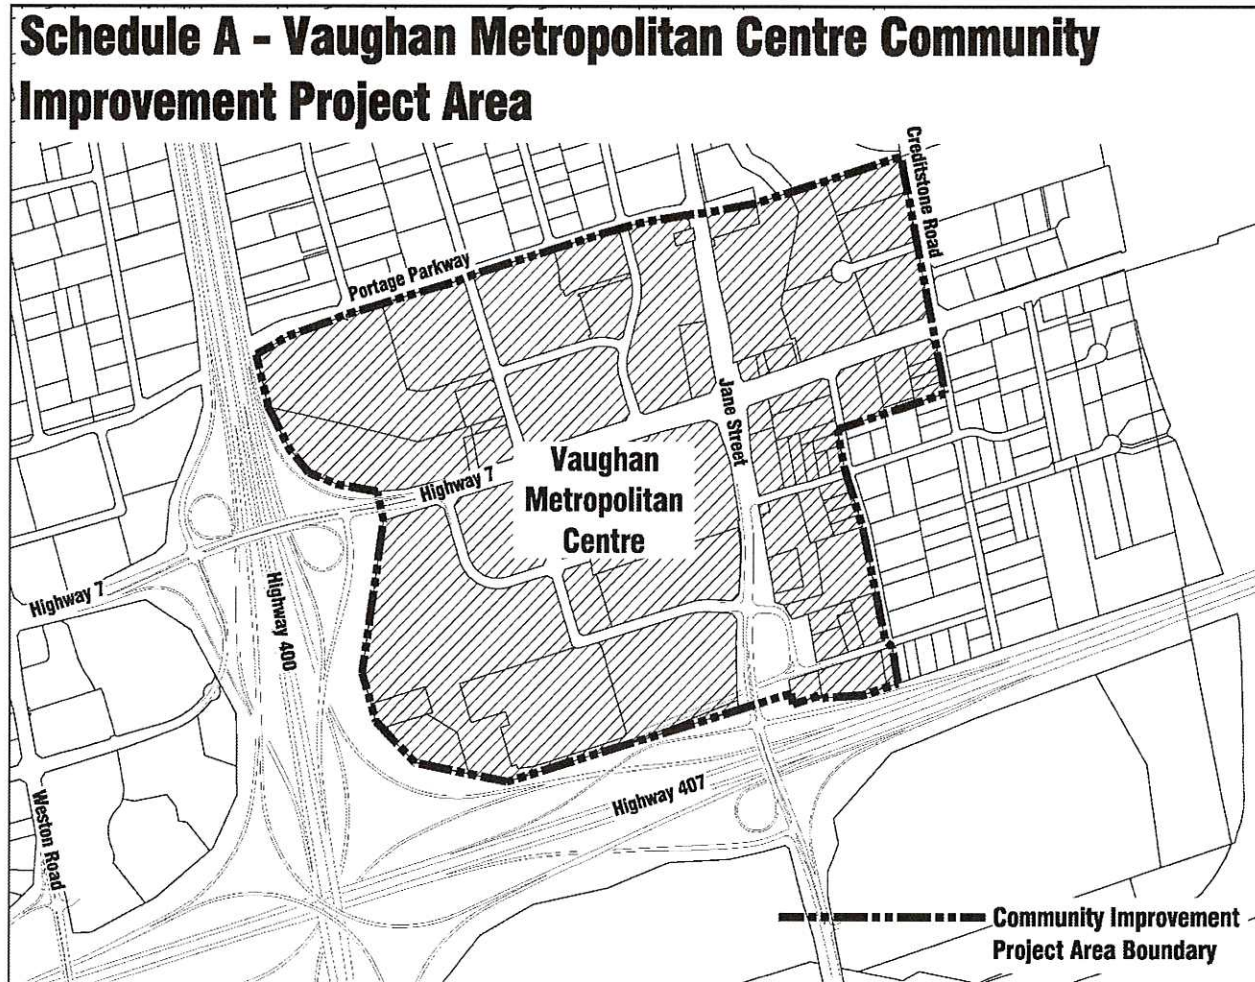 Schedule A - Vaughan Metropolitan Centre Community
Improvement Project Area
Creditstone Road
Portage Parkway
Jane Street
Vaughan
Metropolitan
Centre
Highway 7
Highway 7
Highway 400
Highway 407
Weston Road
Community Improvement
Project Area Boundary